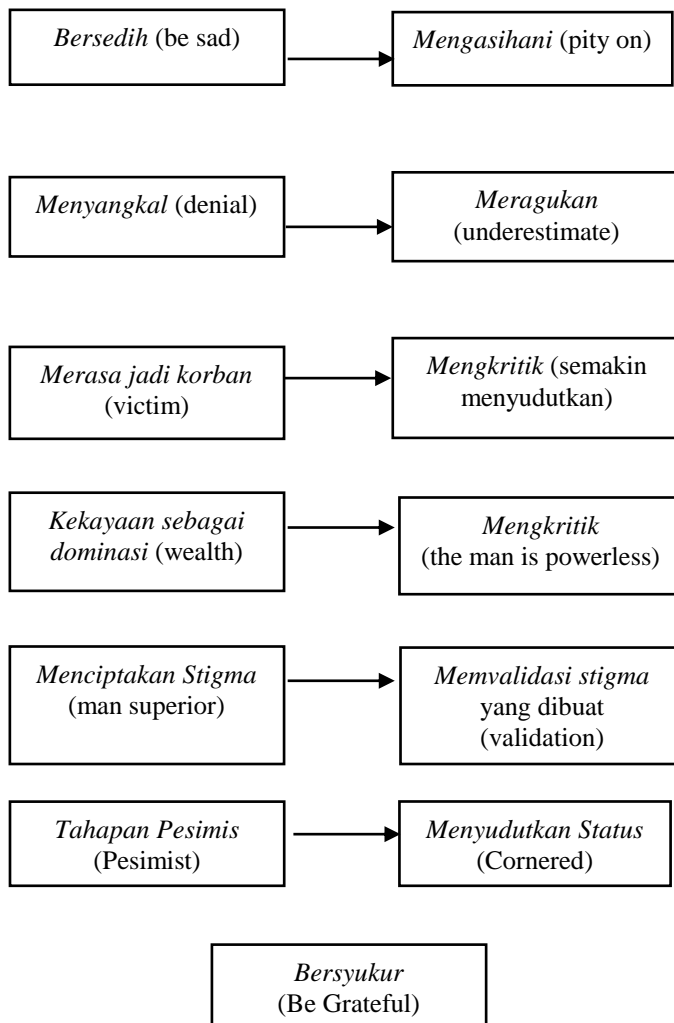 Bersedih (be sad)
Mengasihani (pity on)
Menyangkal (denial)
Meragukan
(underestimate)
Merasa jadi korban
(victim)
Mengkritik (semakin
menyudutkan)
Kekayaan sebagai
dominasi (wealth)
Mengkritik
(the man is powerless)
Menciptakan Stigma
(man superior)
Memvalidasi stigma
yang dibuat
(validation)
Tahapan Pesimis
(Pesimist)
Menyudutkan Status
(Cornered)
Bersyukur
(Be Grateful)